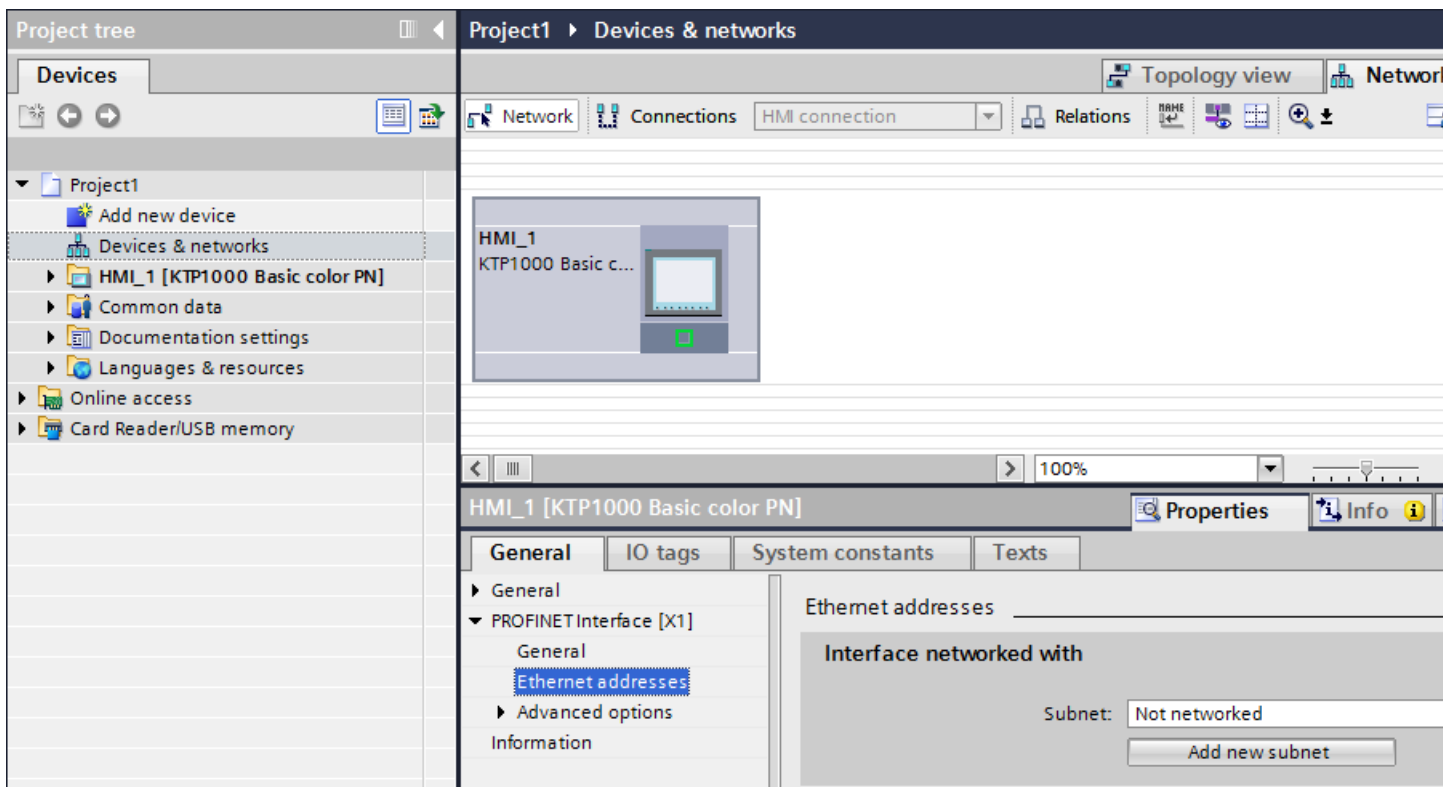 Project tree
Devices
Project1
Add new device
Devices & networks
HMI_1 [KTP1000 Basic color PN]
Common data
Documentation settings
Languages & resources
Online access
Card Reader/USB memory
Project1 ▸ Devices & networks
Topology view
Network
Connections
HMI connection
Relations
HMI_1
KTP1000 Basic c...
100%
HMI_1 [KTP1000 Basic color PN]
Properties
Info
General
IO tags
System constants
Texts
General
PROFINET Interface [X1]
General
Ethernet addresses
Advanced options
Information
Ethernet addresses
Interface networked with
Subnet: Not networked
Add new subnet